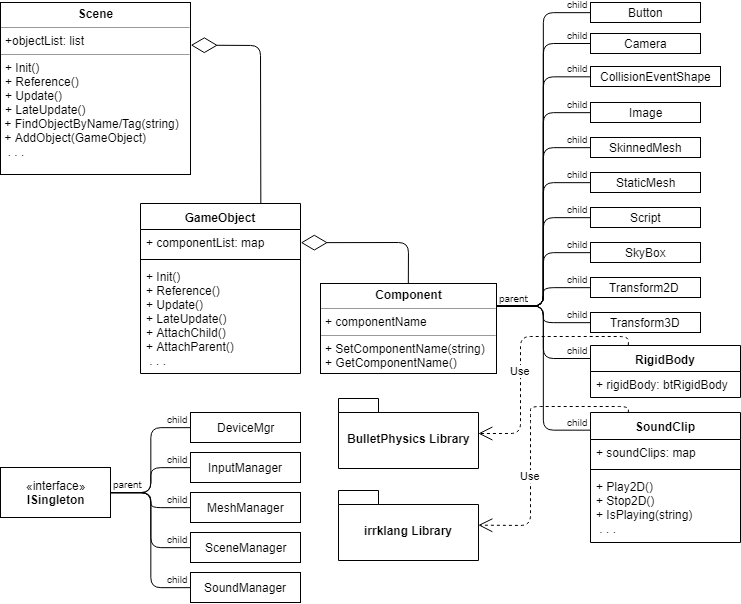 Scene
+objectList: list
+ Init()
+ Reference()
+ Update()
+ LateUpdate()
+ FindObjectByName/Tag(string)
+ AddObject(GameObject)
. . .
GameObject
+ componentList: map
+ Init()
+ Reference()
+ Update()
+ LateUpdate()
+ AttachChild()
+ AttachParent()
. . .
Component
+ componentName
+ SetComponentName(string)
+ GetComponentName()
parent
child
Button
child
Camera
child
CollisionEventShape
child
Image
child
SkinnedMesh
child
StaticMesh
child
Script
child
SkyBox
child
Transform2D
child
Transform3D
child
RigidBody
+ rigidBody: btRigidBody
Use
BulletPhysics Library
child
SoundClip
+ soundClips: map
+ Play2D()
+ Stop2D()
+ IsPlaying(string)
. . .
Use
irrklang Library
«interface»
ISingleton
parent
child
DeviceMgr
child
InputManager
child
MeshManager
child
SceneManager
child
SoundManager